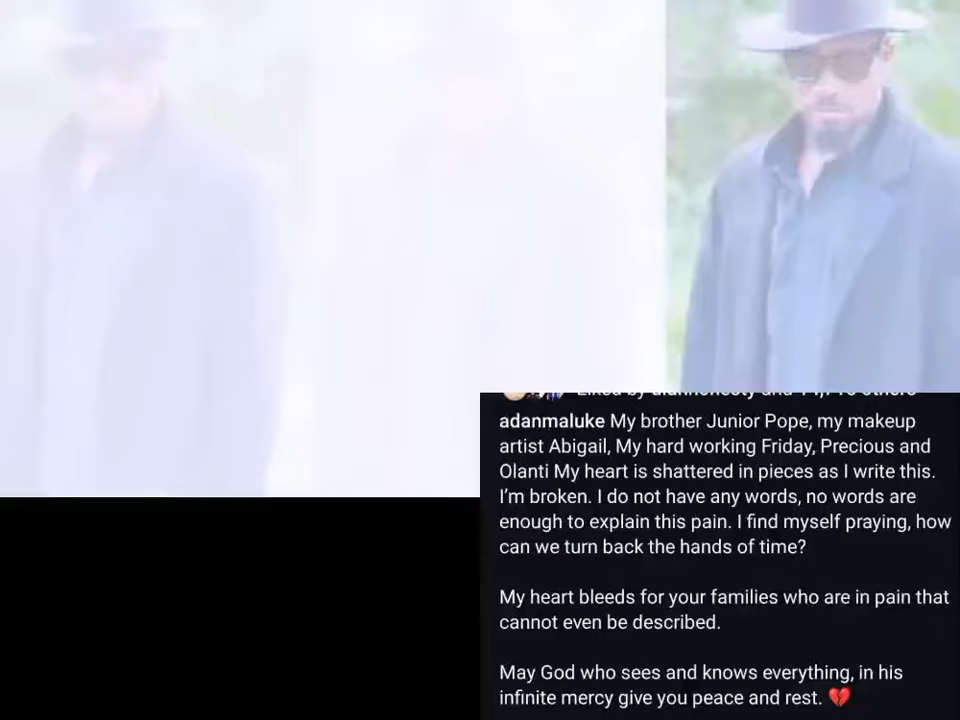 adanmaluke My brother Junior Pope, my makeup
artist Abigail, My hard working Friday, Precious and
Olanti My heart is shattered in pieces as I write this.
I'm broken. I do not have any words, no words are
enough to explain this pain. I find myself praying, how
can we turn back the hands of time?
My heart bleeds for your families who are in pain that
cannot even be described.
May God who sees and knows everything, in his
infinite mercy give you peace and rest. 💔